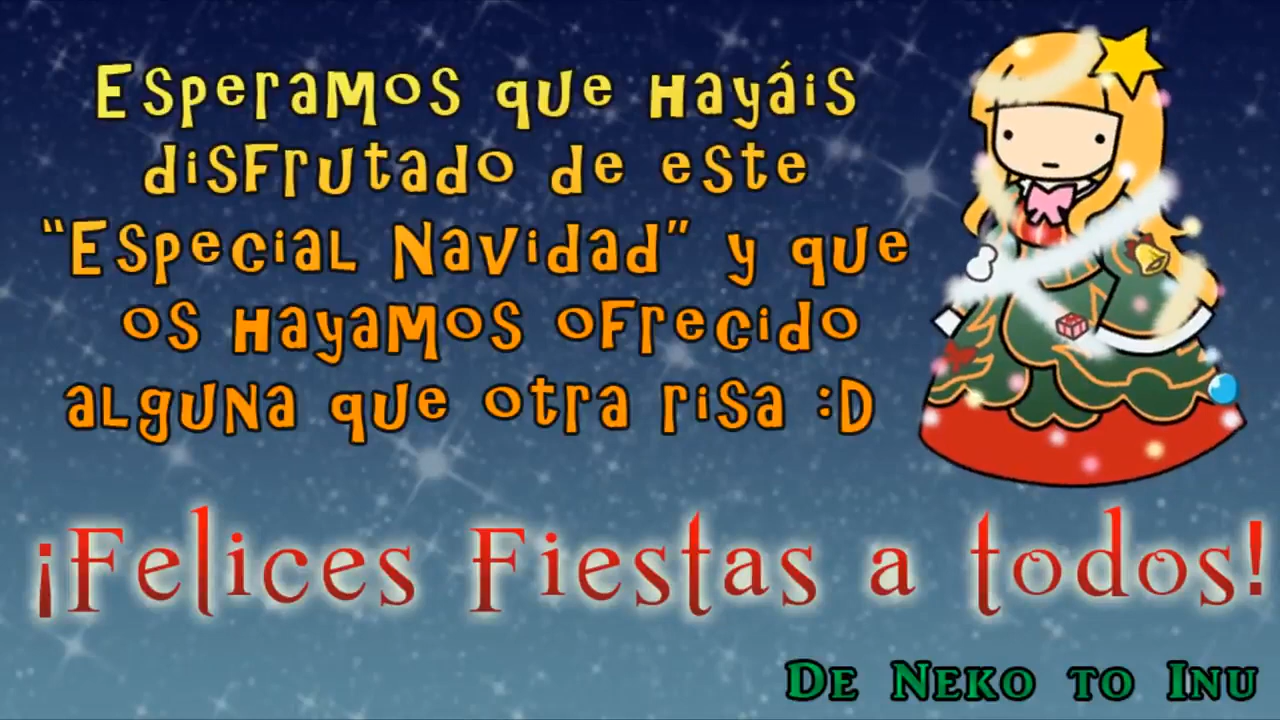 Esperamos que hayáis
disfrutado de este
“Especial Navidad” y que
os hayamos ofrecido
alguna que otra risa :D
¡Felices Fiestas a todos!
De Neko to Inu